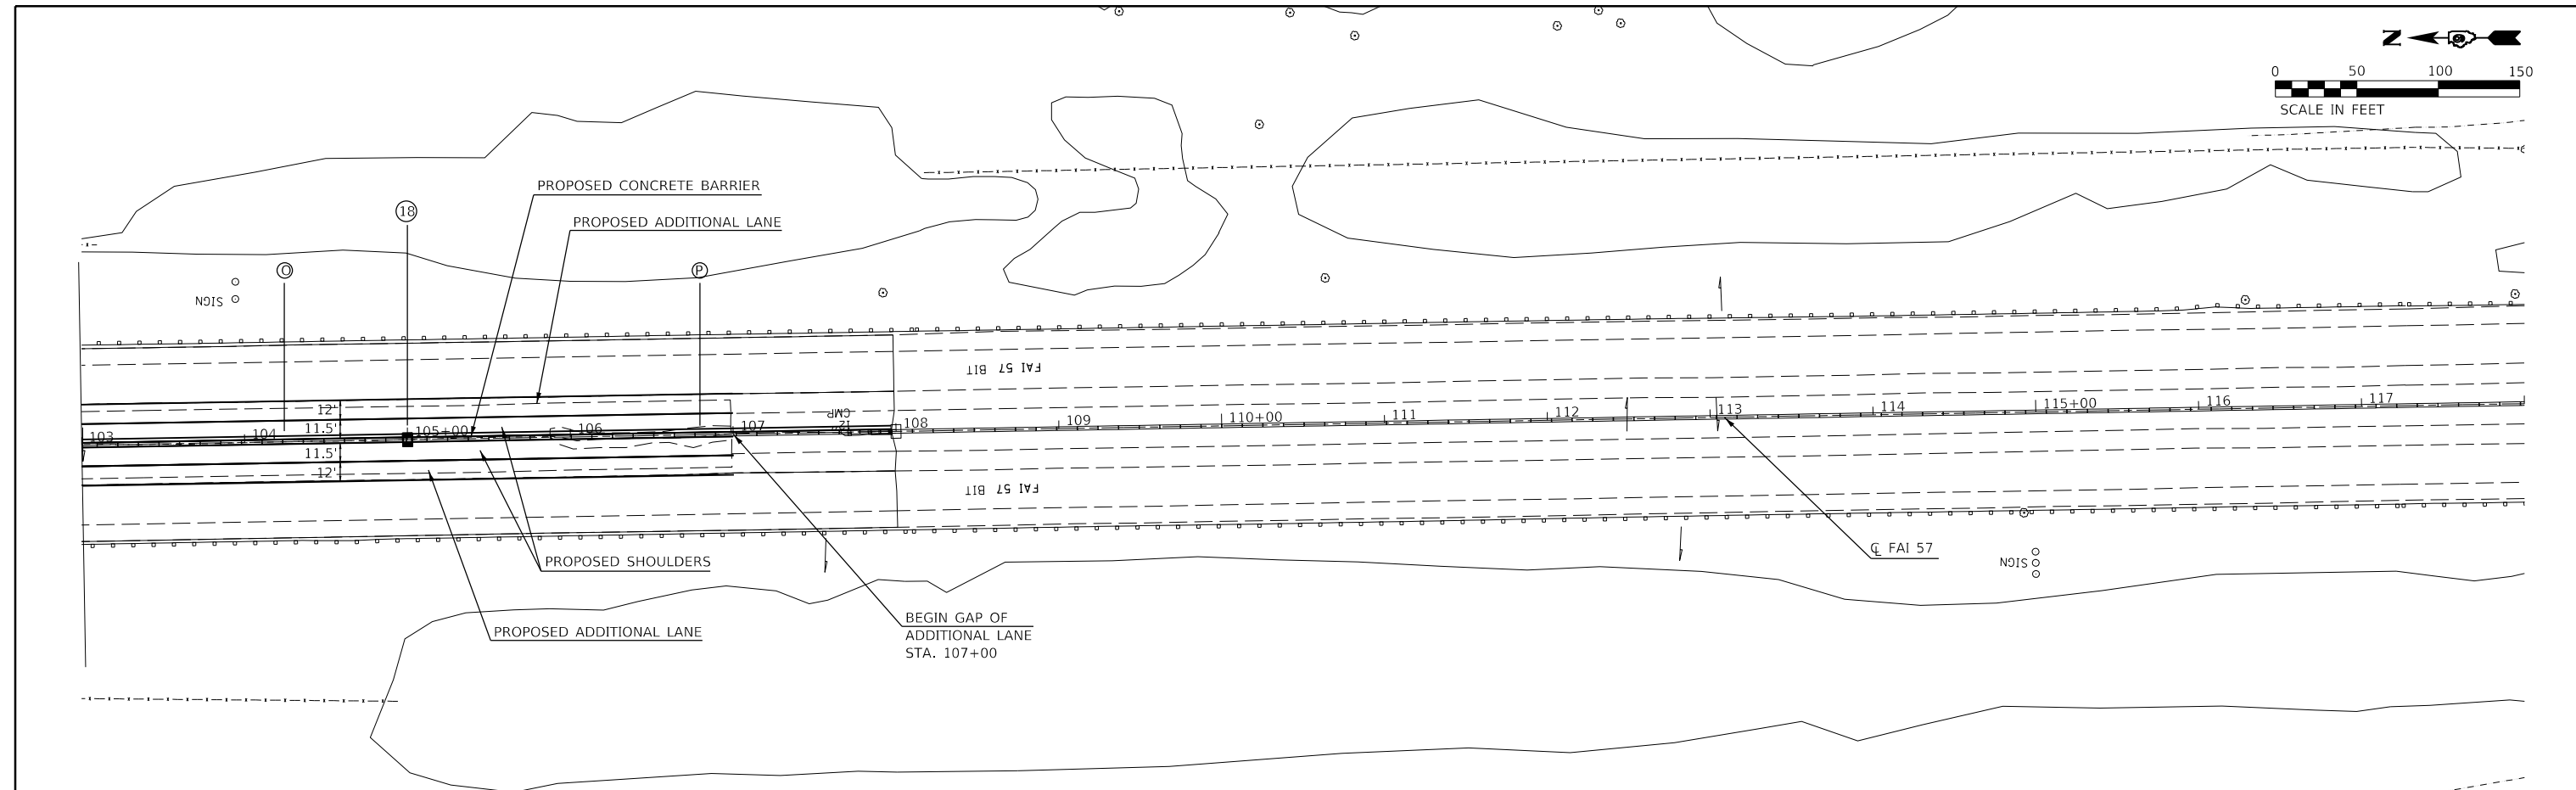 N
0 50 100 150
SCALE IN FEET
PROPOSED CONCRETE BARRIER
18
PROPOSED ADDITIONAL LANE
O
P
SIGN
FAI 57 BIT
12'
11.5'
11.5'
12'
CMP
12"
103 104 105+00 106 107 108 109 110+00 111 112 113 114 115+00 116 117
FAI 57 BIT
PROPOSED SHOULDERS
℄ FAI 57
SIGN
PROPOSED ADDITIONAL LANE
BEGIN GAP OF
ADDITIONAL LANE
STA. 107+00